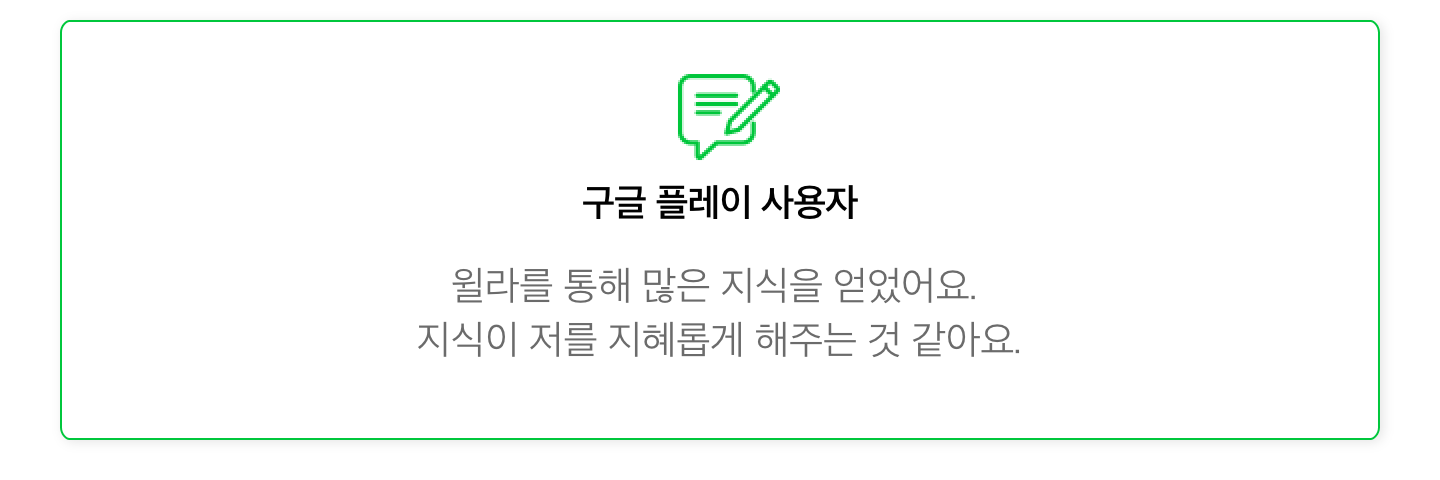 구글 플레이 사용자
윌라를 통해 많은 지식을 얻었어요.
지식이 저를 지혜롭게 해주는 것 같아요.